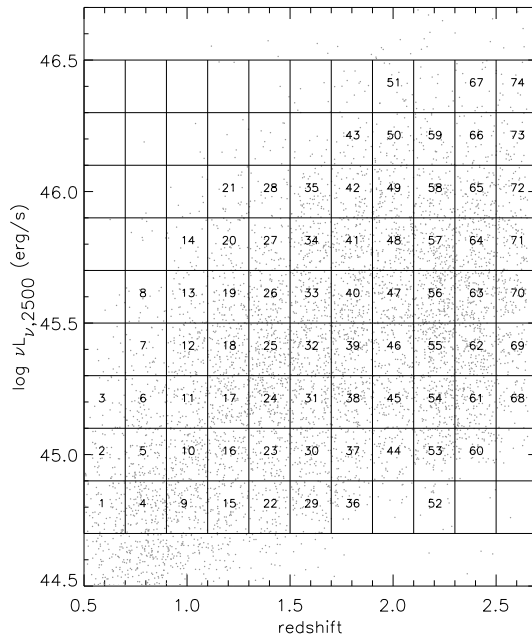 46.5
51 67 74
43 50 59 66 73
46.0
21 28 35 42 49 58 65 72
14 20 27 34 41 48 57 64 71
8 13 19 26 33 40 47 56 63 70
45.5
7 12 18 25 32 39 46 55 62 69
3 6 11 17 24 31 38 45 54 61 68
2 5 10 16 23 30 37 44 53 60
45.0
1 4 9 15 22 29 36 52
44.5
log νLν,2500 (erg/s)
0.5 1.0 1.5 2.0 2.5
redshift